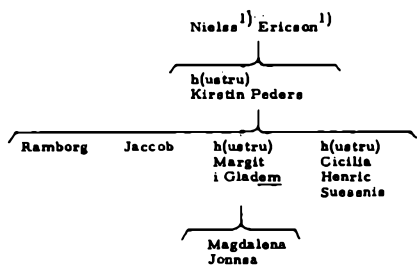 Nielss 1) Ericson 1)
h(ustru)
Kirstin Peders
Ramborg
Jaccob
h(ustru)
Margit
i Gladem
h(ustru)
Cicilia
Henric
Suessnis
Magdalena
Jonnsa